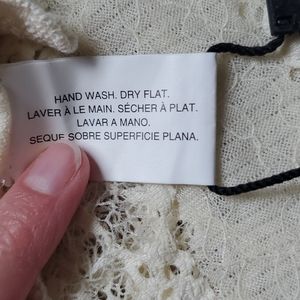 HAND WASH. DRY FLAT.
LAVER À LE MAIN. SÉCHER À PLAT.
LAVAR A MANO.
SEQUE SOBRE SUPERFICIE PLANA.